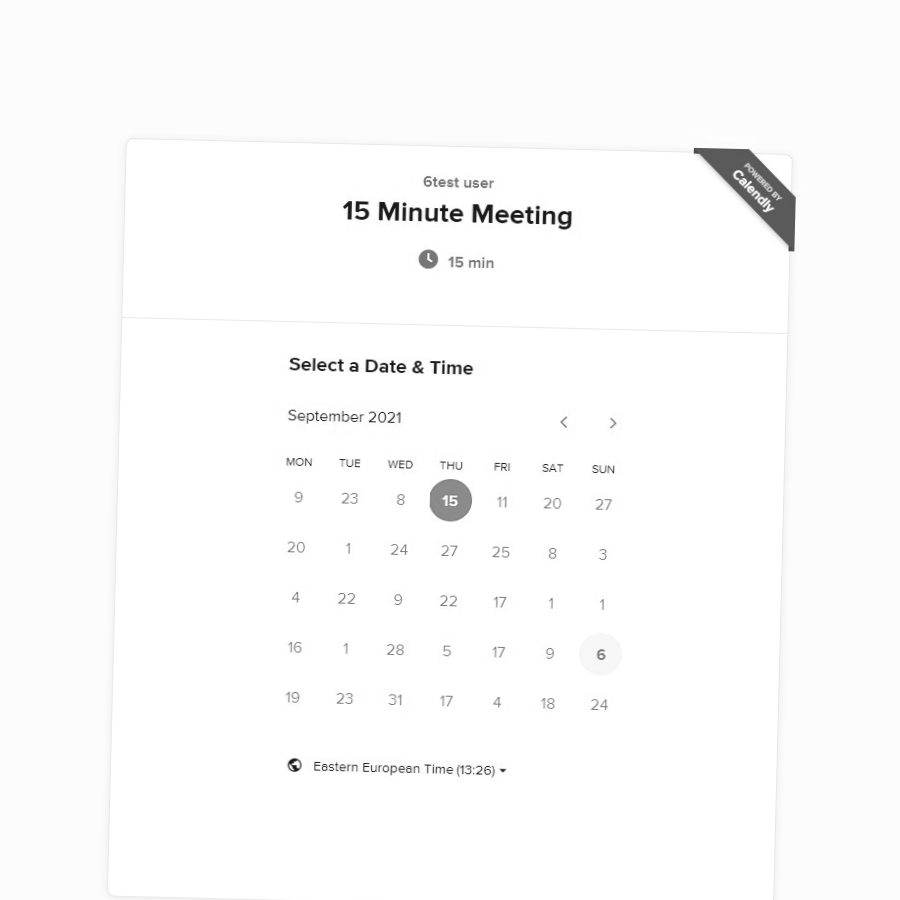 POWERED BY
Calendly
6test user
15 Minute Meeting
15 min
Select a Date & Time
September 2021
MON TUE WED THU FRI SAT SUN
9 23 8 15 11 20 27
20 1 24 27 25 8 3
4 22 9 22 17 1 1
16 1 28 5 17 9 6
19 23 31 17 4 18 24
Eastern European Time (13:26)